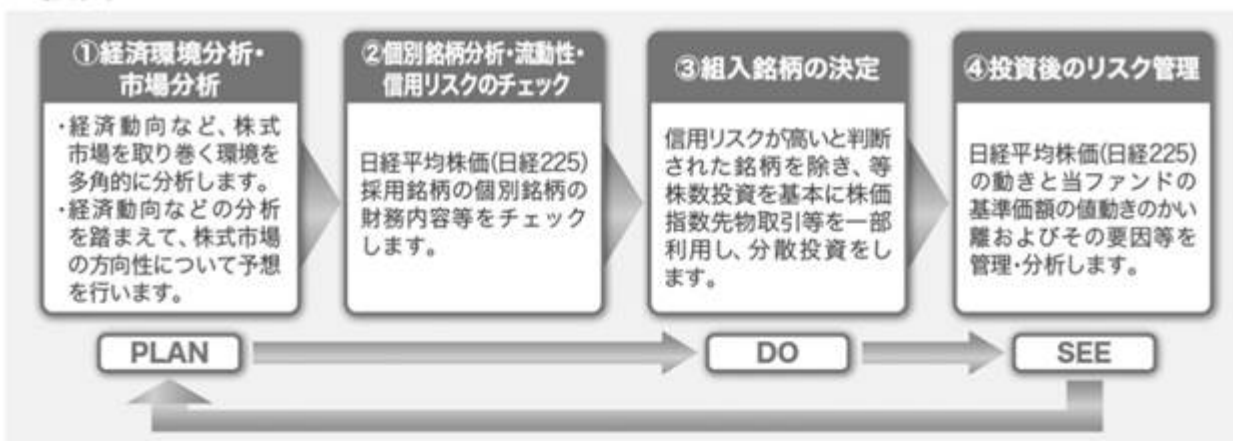 ①経済環境分析・
市場分析
・経済動向など、株式
市場を取り巻く環境を
多角的に分析します。
・経済動向などの分析
を踏まえて、株式市場
の方向性について予想
を行います。
②個別銘柄分析・流動性・
信用リスクのチェック
日経平均株価(日経225)
採用銘柄の個別銘柄の
財務内容等をチェック
します。
③組入銘柄の決定
信用リスクが高いと判断
された銘柄を除き、等
株数投資を基本に株価
指数先物取引等を一部
利用し、分散投資をし
ます。
④投資後のリスク管理
日経平均株価(日経225)
の動きと当ファンドの
基準価額の値動きのかい
離およびその要因等を
管理・分析します。
PLAN
DO
SEE